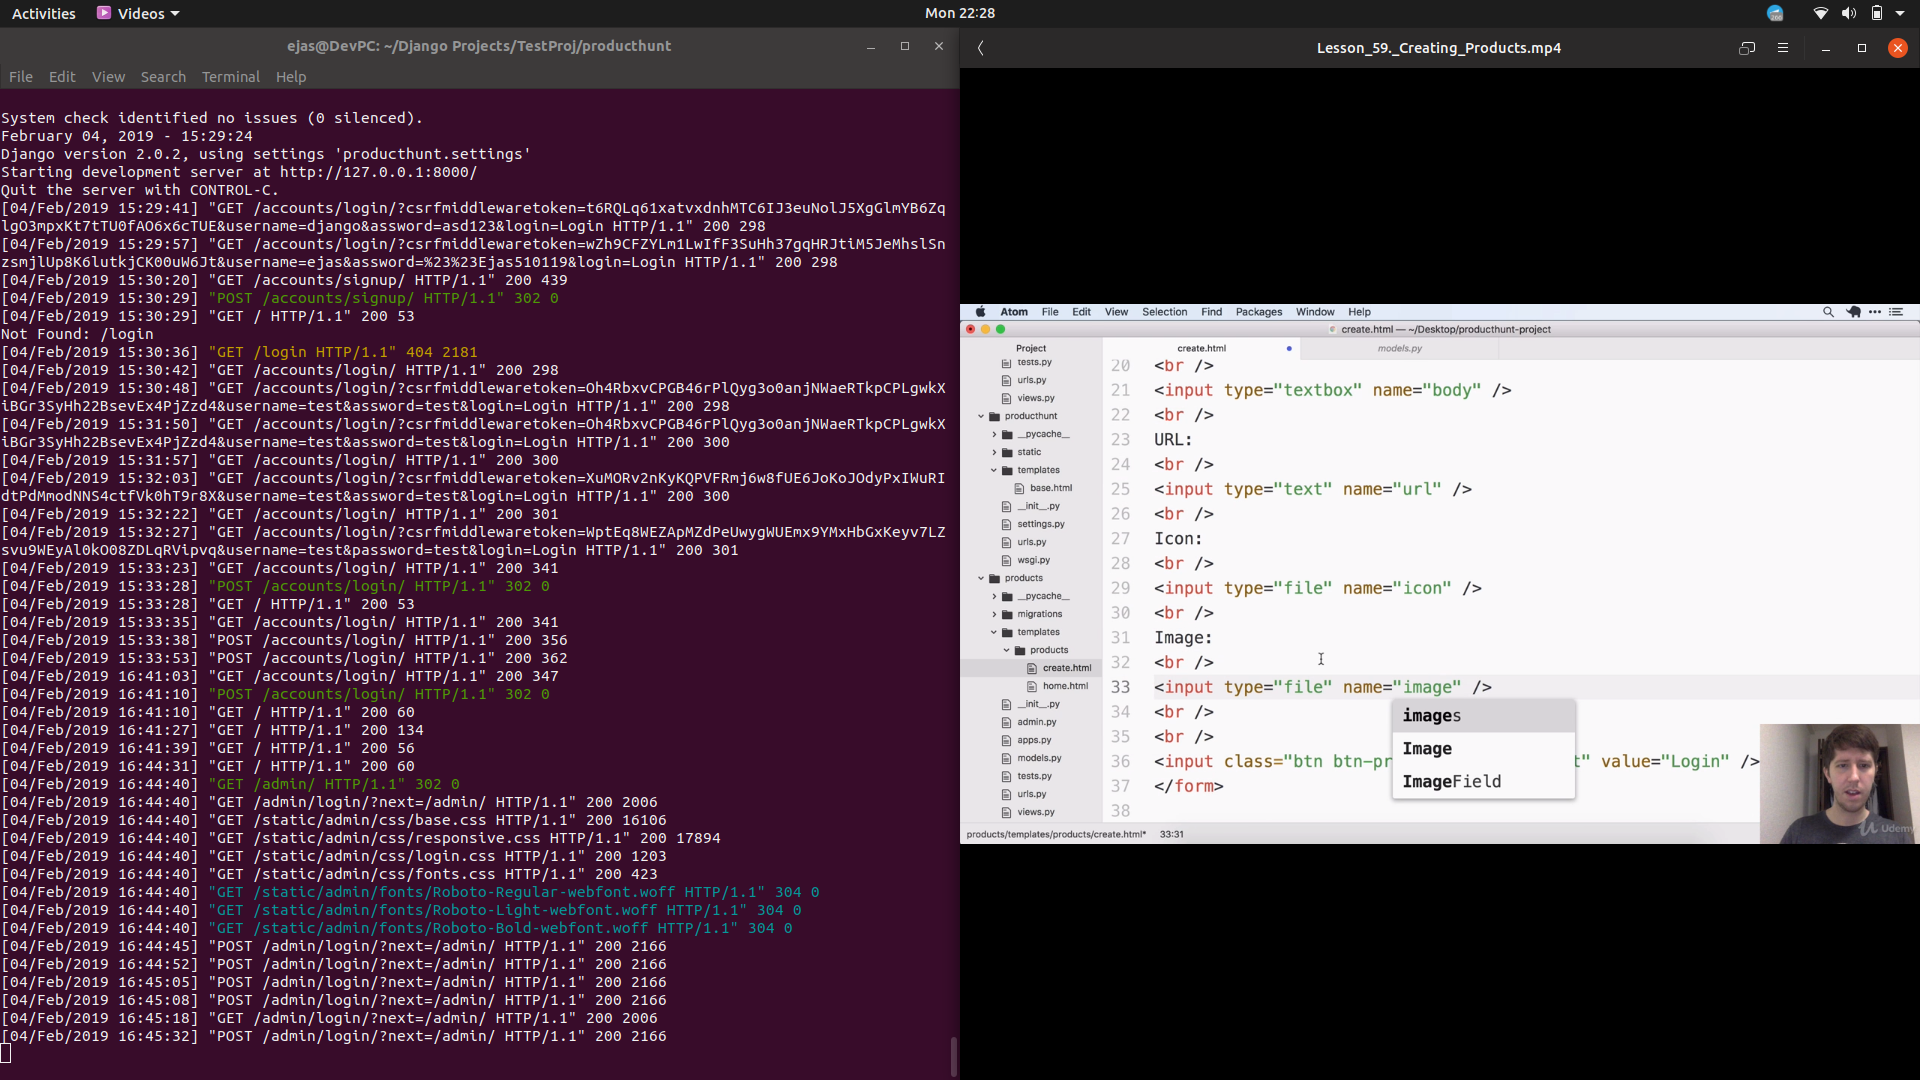 Activities
Videos
Mon 22:28
ejas@DevPC: ~/Django Projects/TestProj/producthunt
File Edit View Search Terminal Help
System check identified no issues (0 silenced).
February 04, 2019 - 15:29:24
Django version 2.0.2, using settings 'producthunt.settings'
Starting development server at http://127.0.0.1:8000/
Quit the server with CONTROL-C.
[04/Feb/2019 15:29:41] "GET /accounts/login/?csrfmiddlewaretoken=t6RQLq61xatvxdnhMTC6IJ3euNolJ5XgGlmYB6Zq
lgO3mpxKt7tTU0fAO6x6cTUE&username=django&assword=asd123&login=Login HTTP/1.1" 200 298
[04/Feb/2019 15:29:57] "GET /accounts/login/?csrfmiddlewaretoken=wZh9CFZYLm1LwIfF3SuHh37gqHRJtiM5JeMhslSn
zsmjlUp8K6lutkjCK00uW6Jt&username=ejas&assword=%23%23Ejas510119&login=Login HTTP/1.1" 200 298
[04/Feb/2019 15:30:20] "GET /accounts/signup/ HTTP/1.1" 200 439
[04/Feb/2019 15:30:29] "POST /accounts/signup/ HTTP/1.1" 302 0
[04/Feb/2019 15:30:29] "GET / HTTP/1.1" 200 53
Not Found: /login
[04/Feb/2019 15:30:36] "GET /login HTTP/1.1" 404 2181
[04/Feb/2019 15:30:42] "GET /accounts/login/ HTTP/1.1" 200 298
[04/Feb/2019 15:30:48] "GET /accounts/login/?csrfmiddlewaretoken=Oh4RbxvCPGB46rPlQyg3o0anjNWaeRTkpCPLgwkX
iBGr3SyHh22BsevEx4PjZzd4&username=test&assword=test&login=Login HTTP/1.1" 200 298
[04/Feb/2019 15:31:50] "GET /accounts/login/?csrfmiddlewaretoken=Oh4RbxvCPGB46rPlQyg3o0anjNWaeRTkpCPLgwkX
iBGr3SyHh22BsevEx4PjZzd4&username=test&assword=test&login=Login HTTP/1.1" 200 300
[04/Feb/2019 15:31:57] "GET /accounts/login/ HTTP/1.1" 200 300
[04/Feb/2019 15:32:03] "GET /accounts/login/?csrfmiddlewaretoken=XuMORv2nKyKQPVFRmj6w8fUE6JoKoJOdyPxIWuRI
dtPdMmodNNS4ctfVk0hT9r8X&username=test&assword=test&login=Login HTTP/1.1" 200 300
[04/Feb/2019 15:32:22] "GET /accounts/login/ HTTP/1.1" 200 301
[04/Feb/2019 15:32:27] "GET /accounts/login/?csrfmiddlewaretoken=WptEq8WEZApMZdPeUwygWUEmx9YMxHbGxKeyv7LZ
svu9WEyAl0kO08ZDLqRVipvq&username=test&password=test&login=Login HTTP/1.1" 200 301
[04/Feb/2019 15:33:23] "GET /accounts/login/ HTTP/1.1" 200 341
[04/Feb/2019 15:33:28] "POST /accounts/login/ HTTP/1.1" 302 0
[04/Feb/2019 15:33:28] "GET / HTTP/1.1" 200 53
[04/Feb/2019 15:33:35] "GET /accounts/login/ HTTP/1.1" 200 341
[04/Feb/2019 15:33:38] "POST /accounts/login/ HTTP/1.1" 200 356
[04/Feb/2019 15:33:53] "POST /accounts/login/ HTTP/1.1" 200 362
[04/Feb/2019 16:41:03] "GET /accounts/login/ HTTP/1.1" 200 347
[04/Feb/2019 16:41:10] "POST /accounts/login/ HTTP/1.1" 302 0
[04/Feb/2019 16:41:10] "GET / HTTP/1.1" 200 60
[04/Feb/2019 16:41:27] "GET / HTTP/1.1" 200 134
[04/Feb/2019 16:41:39] "GET / HTTP/1.1" 200 56
[04/Feb/2019 16:44:31] "GET / HTTP/1.1" 200 60
[04/Feb/2019 16:44:40] "GET /admin/ HTTP/1.1" 302 0
[04/Feb/2019 16:44:40] "GET /admin/login/?next=/admin/ HTTP/1.1" 200 2006
[04/Feb/2019 16:44:40] "GET /static/admin/css/base.css HTTP/1.1" 200 16106
[04/Feb/2019 16:44:40] "GET /static/admin/css/responsive.css HTTP/1.1" 200 17894
[04/Feb/2019 16:44:40] "GET /static/admin/css/login.css HTTP/1.1" 200 1203
[04/Feb/2019 16:44:40] "GET /static/admin/css/fonts.css HTTP/1.1" 200 423
[04/Feb/2019 16:44:40] "GET /static/admin/fonts/Roboto-Regular-webfont.woff HTTP/1.1" 304 0
[04/Feb/2019 16:44:40] "GET /static/admin/fonts/Roboto-Light-webfont.woff HTTP/1.1" 304 0
[04/Feb/2019 16:44:40] "GET /static/admin/fonts/Roboto-Bold-webfont.woff HTTP/1.1" 304 0
[04/Feb/2019 16:44:45] "POST /admin/login/?next=/admin/ HTTP/1.1" 200 2166
[04/Feb/2019 16:44:52] "POST /admin/login/?next=/admin/ HTTP/1.1" 200 2166
[04/Feb/2019 16:45:05] "POST /admin/login/?next=/admin/ HTTP/1.1" 200 2166
[04/Feb/2019 16:45:08] "POST /admin/login/?next=/admin/ HTTP/1.1" 200 2166
[04/Feb/2019 16:45:18] "GET /admin/login/?next=/admin/ HTTP/1.1" 200 2006
[04/Feb/2019 16:45:32] "POST /admin/login/?next=/admin/ HTTP/1.1" 200 2166
Lesson_59._Creating_Products.mp4
Atom File Edit View Selection Find Packages Window Help
create.html — ~/Desktop/producthunt-project
Project
tests.py
urls.py
views.py
producthunt
__pycache__
static
templates
base.html
__init__.py
settings.py
urls.py
wsgi.py
products
__pycache__
migrations
templates
products
create.html
home.html
__init__.py
admin.py
apps.py
models.py
tests.py
urls.py
views.py
create.html
models.py
20 <br />
21 <input type="textbox" name="body" />
22 <br />
23 URL:
24 <br />
25 <input type="text" name="url" />
26 <br />
27 Icon:
28 <br />
29 <input type="file" name="icon" />
30 <br />
31 Image:
32 <br />
33 <input type="file" name="image" />
34 <br />
35 <br />
36 <input class="btn btn-pr t" value="Login" />
37 </form>
38
images
Image
ImageField
products/templates/products/create.html* 33:31
Udemy